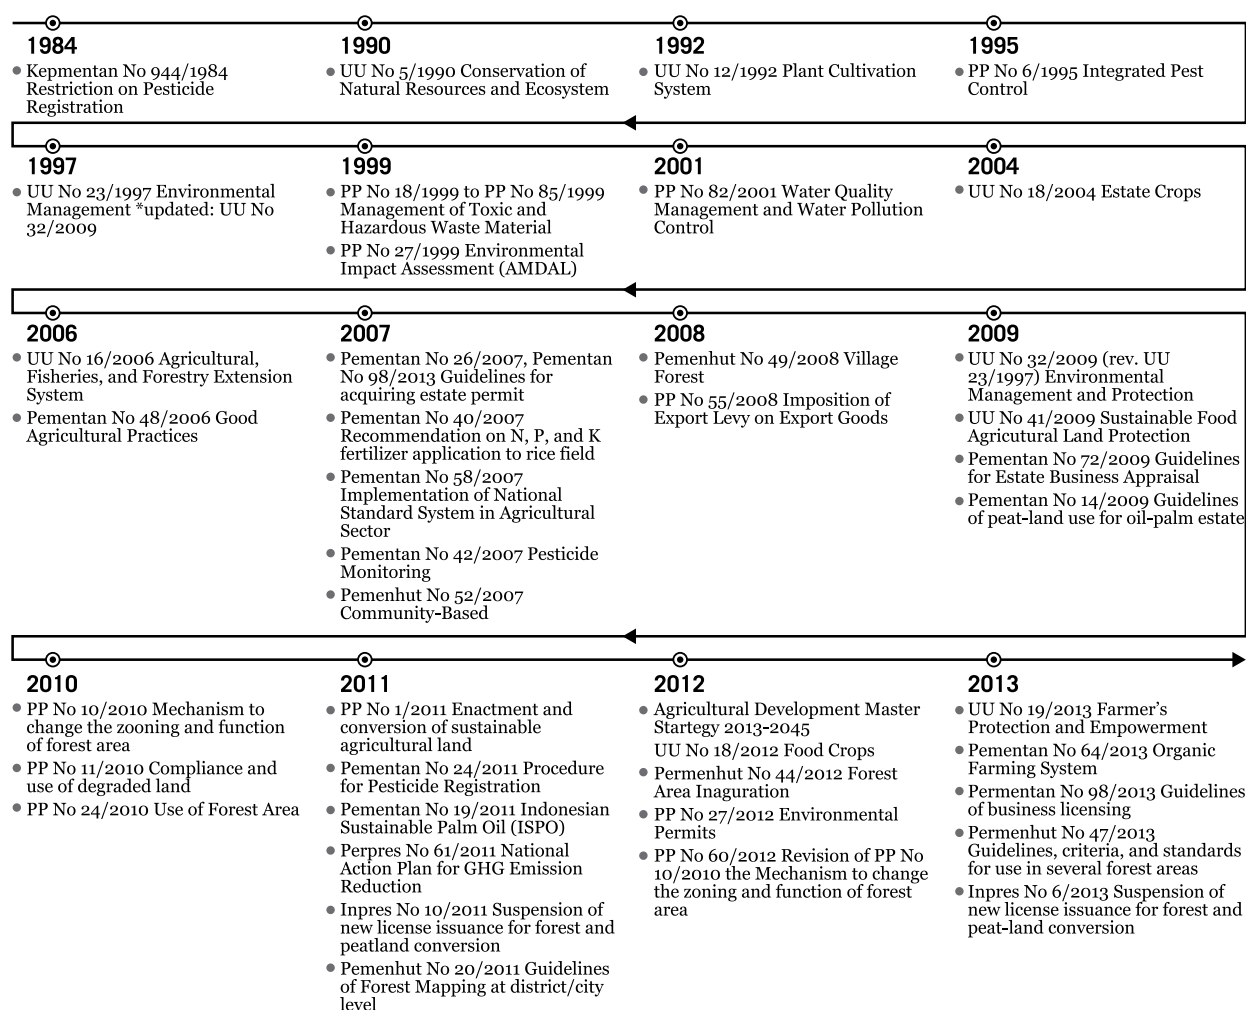 1984
Kepmentan No 944/1984
Restriction on Pesticide
Registration
1990
UU No 5/1990 Conservation of
Natural Resources and Ecosystem
1992
UU No 12/1992 Plant Cultivation
System
1995
PP No 6/1995 Integrated Pest
Control
1997
UU No 23/1997 Environmental
Management *updated: UU No
32/2009
1999
PP No 18/1999 to PP No 85/1999
Management of Toxic and
Hazardous Waste Material
PP No 27/1999 Environmental
Impact Assessment (AMDAL)
2001
PP No 82/2001 Water Quality
Management and Water Pollution
Control
2004
UU No 18/2004 Estate Crops
2006
UU No 16/2006 Agricultural,
Fisheries, and Forestry Extension
System
Pementan No 48/2006 Good
Agricultural Practices
2007
Pementan No 26/2007, Pementan
No 98/2013 Guidelines for
acquiring estate permit
Pementan No 40/2007
Recommendation on N, P, and K
fertilizer application to rice field
Pementan No 58/2007
Implementation of National
Standard System in Agricultural
Sector
Pementan No 42/2007 Pesticide
Monitoring
Pemenhut No 52/2007
Community-Based
2008
Pemenhut No 49/2008 Village
Forest
PP No 55/2008 Imposition of
Export Levy on Export Goods
2009
UU No 32/2009 (rev. UU
23/1997) Environmental
Management and Protection
UU No 41/2009 Sustainable Food
Agricutural Land Protection
Pementan No 72/2009 Guidelines
for Estate Business Appraisal
Pementan No 14/2009 Guidelines
of peat-land use for oil-palm estate
2010
PP No 10/2010 Mechanism to
change the zooning and function
of forest area
PP No 11/2010 Compliance and
use of degraded land
PP No 24/2010 Use of Forest Area
2011
PP No 1/2011 Enactment and
conversion of sustainable
agricultural land
Pementan No 24/2011 Procedure
for Pesticide Registration
Pementan No 19/2011 Indonesian
Sustainable Palm Oil (ISPO)
Perpres No 61/2011 National
Action Plan for GHG Emission
Reduction
Inpres No 10/2011 Suspension of
new license issuance for forest and
peatland conversion
Pemenhut No 20/2011 Guidelines
of Forest Mapping at district/city
level
2012
Agricultural Development Master
Startegy 2013-2045
UU No 18/2012 Food Crops
Permenhut No 44/2012 Forest
Area Inaguration
PP No 27/2012 Environmental
Permits
PP No 60/2012 Revision of PP No
10/2010 the Mechanism to change
the zoning and function of forest
area
2013
UU No 19/2013 Farmer's
Protection and Empowerment
Pementan No 64/2013 Organic
Farming System
Permentan No 98/2013 Guidelines
of business licensing
Permenhut No 47/2013
Guidelines, criteria, and standards
for use in several forest areas
Inpres No 6/2013 Suspension of
new license issuance for forest and
peat-land conversion